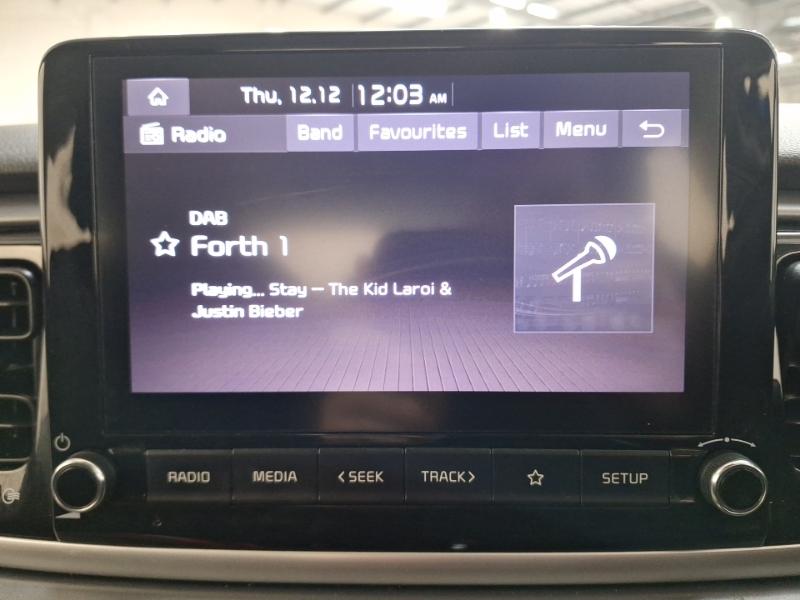 Thu, 12.12 12:03 AM
Radio Band Favourites List Menu
DAB
Forth 1
Playing... Stay – The Kid Laroi &
Justin Bieber
RADIO MEDIA <SEEK TRACK> SETUP